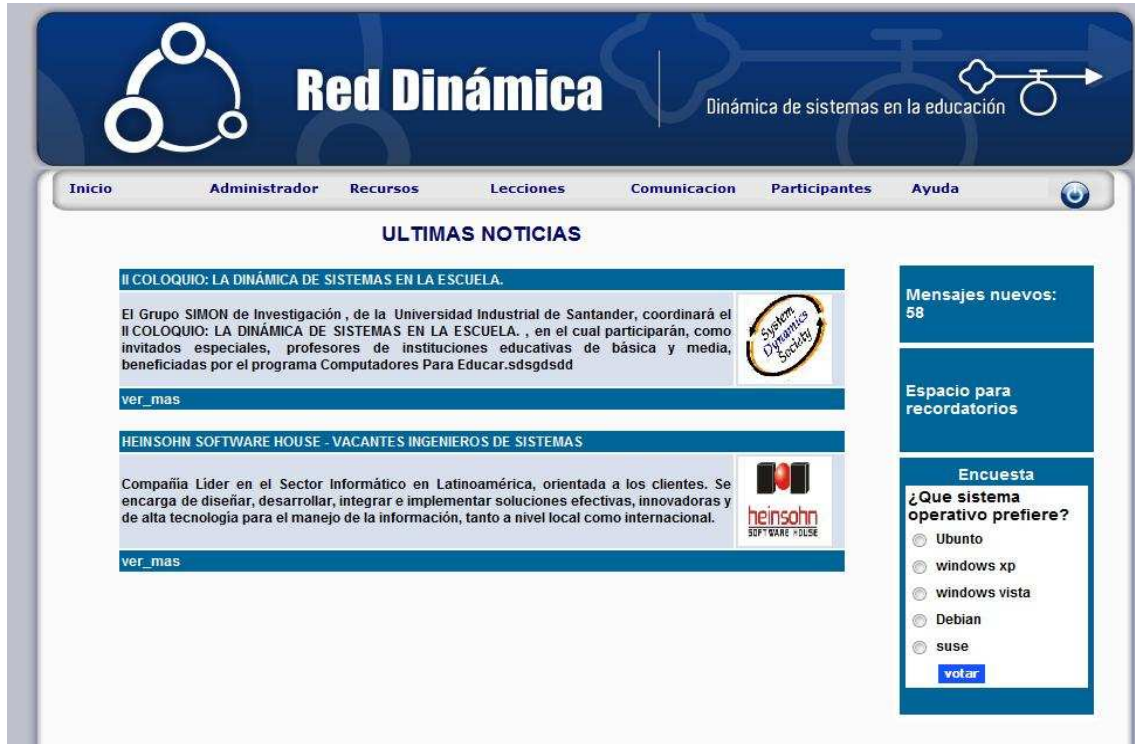 Red Dinámica
Dinámica de sistemas en la educación
Inicio Administrador Recursos Lecciones Comunicacion Participantes Ayuda
ULTIMAS NOTICIAS
II COLOQUIO: LA DINÁMICA DE SISTEMAS EN LA ESCUELA.
El Grupo SIMON de Investigación , de la Universidad Industrial de Santander, coordinará el
II COLOQUIO: LA DINÁMICA DE SISTEMAS EN LA ESCUELA. , en el cual participarán, como
invitados especiales, profesores de instituciones educativas de básica y media,
beneficiadas por el programa Computadores Para Educar.sdsgdsdd
System
Dynamics
Society
ver_mas
HEINSOHN SOFTWARE HOUSE - VACANTES INGENIEROS DE SISTEMAS
Compañía Líder en el Sector Informático en Latinoamérica, orientada a los clientes. Se
encarga de diseñar, desarrollar, integrar e implementar soluciones efectivas, innovadoras y
de alta tecnología para el manejo de la información, tanto a nivel local como internacional.
heinsohn
SOFTWARE HOUSE
ver_mas
Mensajes nuevos:
58
Espacio para
recordatorios
Encuesta
¿Que sistema
operativo prefiere?
Ubunto
windows xp
windows vista
Debian
suse
votar